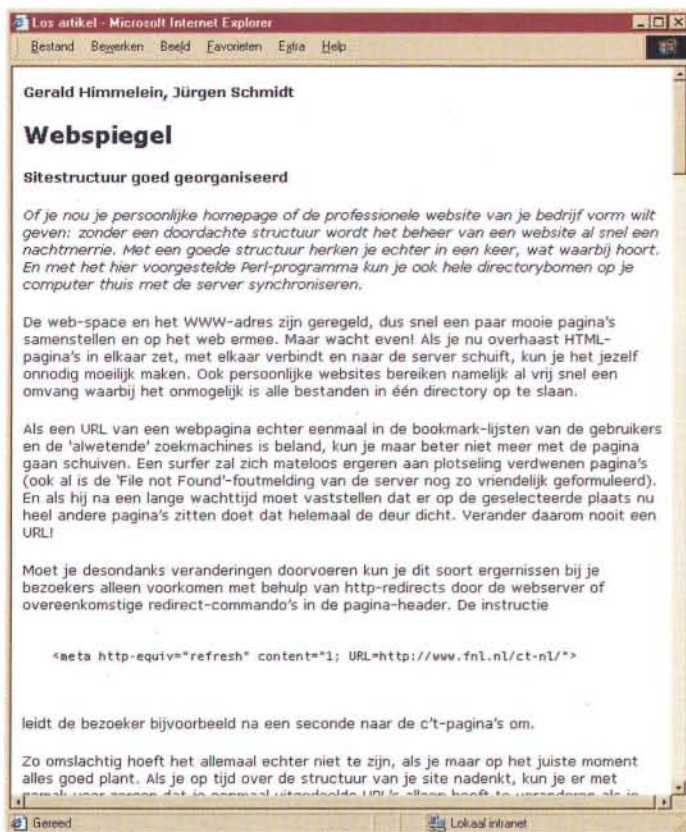 Los artikel - Microsoft Internet Explorer
Bestand Bewerken Beeld Favorieten Extra Help
Gerald Himmelein, Jürgen Schmidt
Webspiegel
Sitestructuur goed georganiseerd
Of je nou je persoonlijke homepage of de professionele website van je bedrijf vorm wilt
geven: zonder een doordachte structuur wordt het beheer van een website al snel een
nachtmerrie. Met een goede structuur herken je echter in een keer, wat waarbij hoort.
En met het hier voorgestelde Perl-programma kun je ook hele directorybomen op je
computer thuis met de server synchroniseren.
De web-space en het WWW-adres zijn geregeld, dus snel een paar mooie pagina's
samenstellen en op het web ermee. Maar wacht even! Als je nu overhaast HTML-
pagina's in elkaar zet, met elkaar verbindt en naar de server schuift, kun je het jezelf
onnodig moeilijk maken. Ook persoonlijke websites bereiken namelijk al vrij snel een
omvang waarbij het onmogelijk is alle bestanden in één directory op te slaan.
Als een URL van een webpagina echter eenmaal in de bookmark-lijsten van de gebruikers
en de 'alwetende' zoekmachines is beland, kun je maar beter niet meer met de pagina
gaan schuiven. Een surfer zal zich mateloos ergeren aan plotseling verdwenen pagina's
(ook al is de 'File not Found'-foutmelding van de server nog zo vriendelijk geformuleerd).
En als hij na een lange wachttijd moet vaststellen dat er op de geselecteerde plaats nu
heel andere pagina's zitten doet dat helemaal de deur dicht. Verander daarom nooit een
URL!
Moet je desondanks veranderingen doorvoeren kun je dit soort ergernissen bij je
bezoekers alleen voorkomen met behulp van http-redirects door de webserver of
overeenkomstige redirect-commando's in de pagina-header. De instructie
<meta http-equiv="refresh" content="1; URL=http://www.fnl.nl/ct-nl/">
leidt de bezoeker bijvoorbeeld na een seconde naar de c't-pagina's om.
Zo omslachtig hoeft het allemaal echter niet te zijn, als je maar op het juiste moment
alles goed plant. Als je op tijd over de structuur van je site nadenkt, kun je er met
gemak voor zorgen dat je eenmaal uitgedeelde URL's alleen hoeft te veranderen als je
Gereed Lokaal intranet